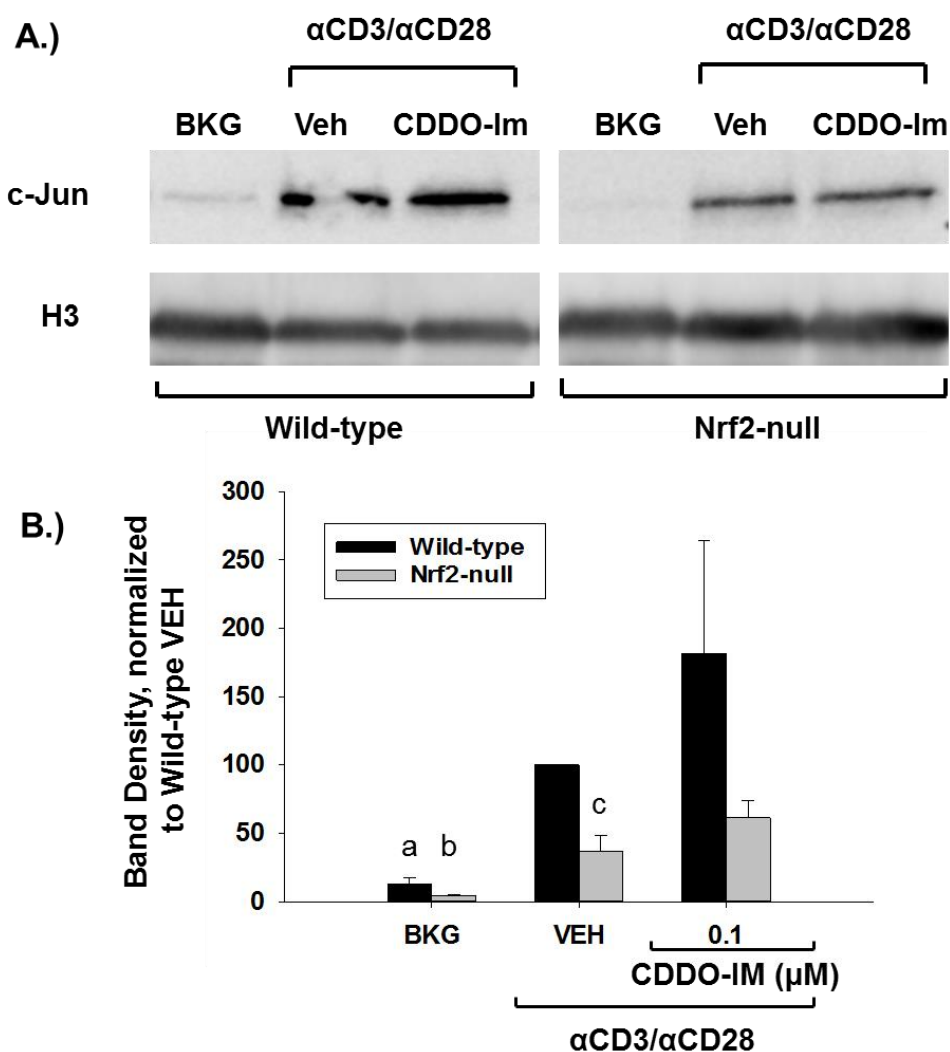 A.)
αCD3/αCD28 αCD3/αCD28
BKG Veh CDDO-Im BKG Veh CDDO-Im
c-Jun
H3
Wild-type Nrf2-null
B.)
Band Density, normalized
to Wild-type VEH
300
250
200
150
100
50
0
Wild-type
Nrf2-null
a b c
BKG VEH 0.1
CDDO-IM (μM)
αCD3/αCD28